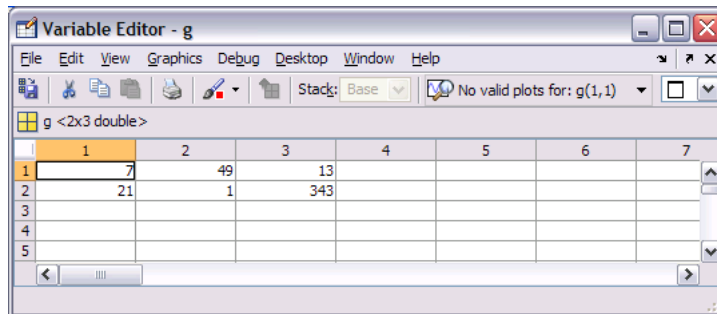 Variable Editor - g
File Edit View Graphics Debug Desktop Window Help
Stack: Base No valid plots for: g(1,1)
g <2x3 double>
1 2 3 4 5 6 7
1 7 49 13
2 21 1 343
3
4
5